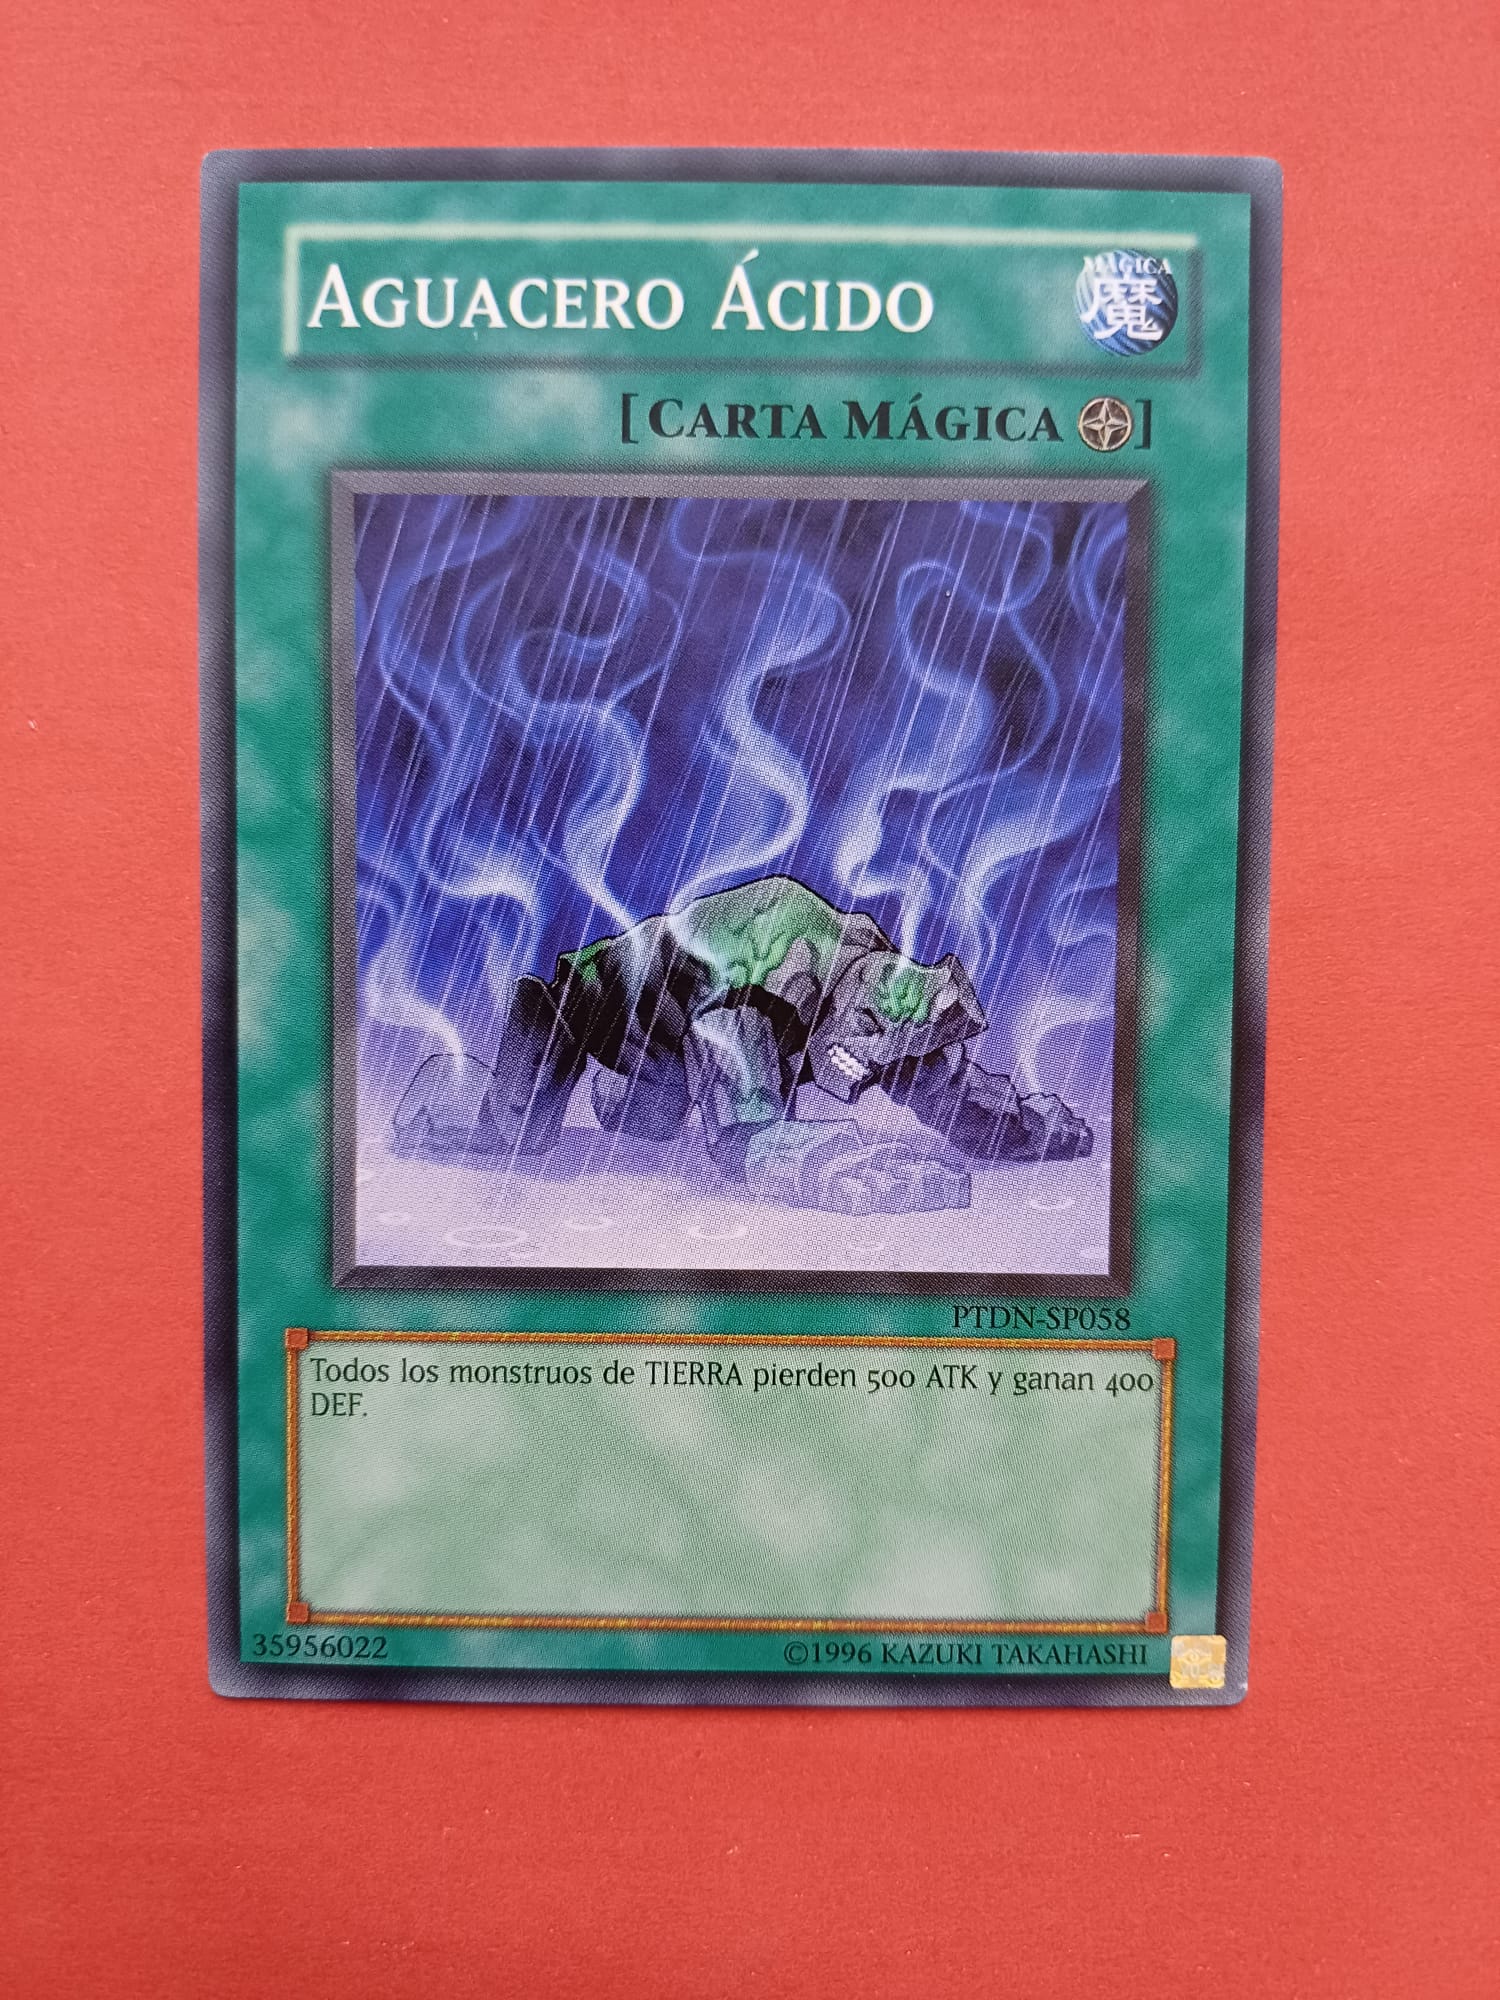 AGUACERO ÁCIDO
MÁGICA
魔
[CARTA MÁGICA]
PTDN-SP058
Todos los monstruos de TIERRA pierden 500 ATK y ganan 400
DEF.
35956022
©1996 KAZUKI TAKAHASHI